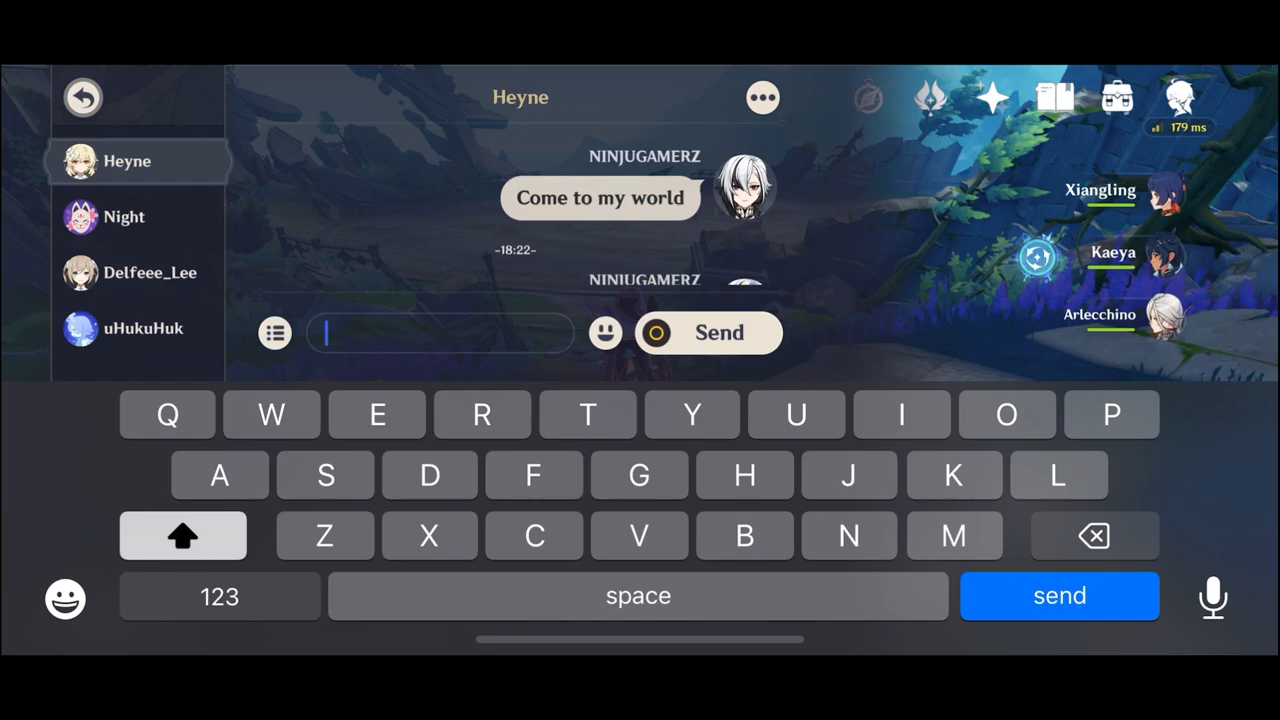 Heyne
179 ms
Heyne
Night
Delfeee_Lee
uHukuHuk
NINJUGAMERZ
Come to my world
-18:22-
NINJUGAMERZ
Xiangling
Kaeya
Arlecchino
Send
Q W E R T Y U I O P
A S D F G H J K L
Z X C V B N M
123 space send